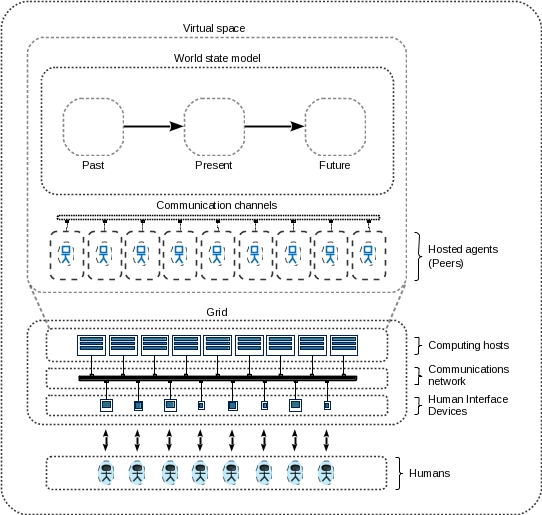 Virtual space
World state model
Past
Present
Future
Communication channels
Hosted agents
(Peers)
Grid
Computing hosts
Communications
network
Human Interface
Devices
Humans